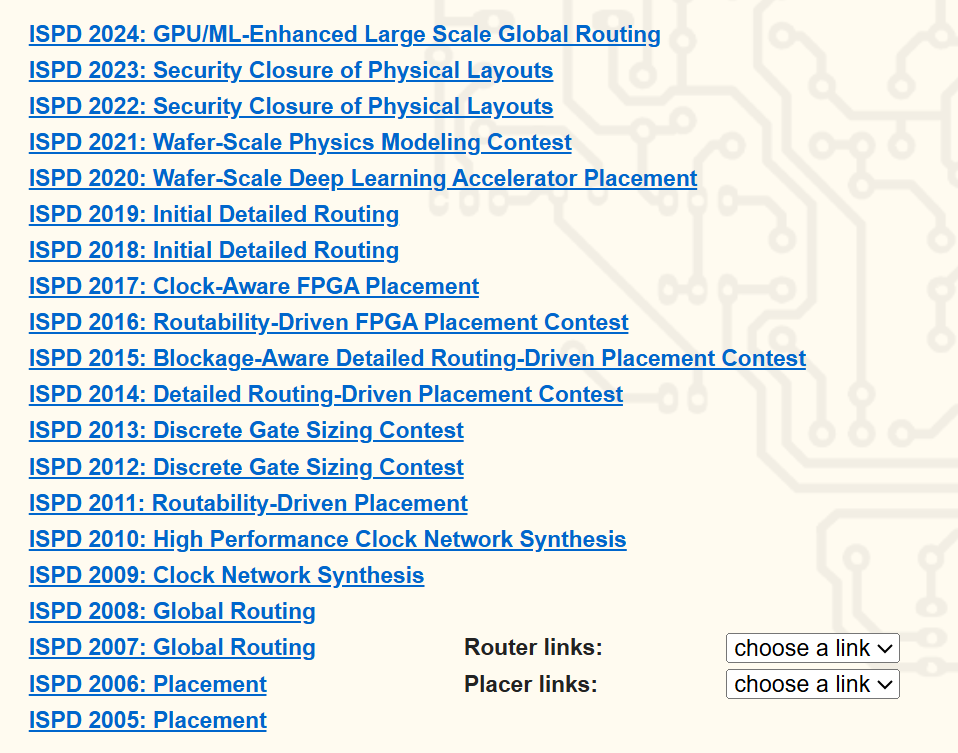 ISPD 2024: GPU/ML-Enhanced Large Scale Global Routing
ISPD 2023: Security Closure of Physical Layouts
ISPD 2022: Security Closure of Physical Layouts
ISPD 2021: Wafer-Scale Physics Modeling Contest
ISPD 2020: Wafer-Scale Deep Learning Accelerator Placement
ISPD 2019: Initial Detailed Routing
ISPD 2018: Initial Detailed Routing
ISPD 2017: Clock-Aware FPGA Placement
ISPD 2016: Routability-Driven FPGA Placement Contest
ISPD 2015: Blockage-Aware Detailed Routing-Driven Placement Contest
ISPD 2014: Detailed Routing-Driven Placement Contest
ISPD 2013: Discrete Gate Sizing Contest
ISPD 2012: Discrete Gate Sizing Contest
ISPD 2011: Routability-Driven Placement
ISPD 2010: High Performance Clock Network Synthesis
ISPD 2009: Clock Network Synthesis
ISPD 2008: Global Routing
ISPD 2007: Global Routing Router links: choose a link
ISPD 2006: Placement Placer links: choose a link
ISPD 2005: Placement